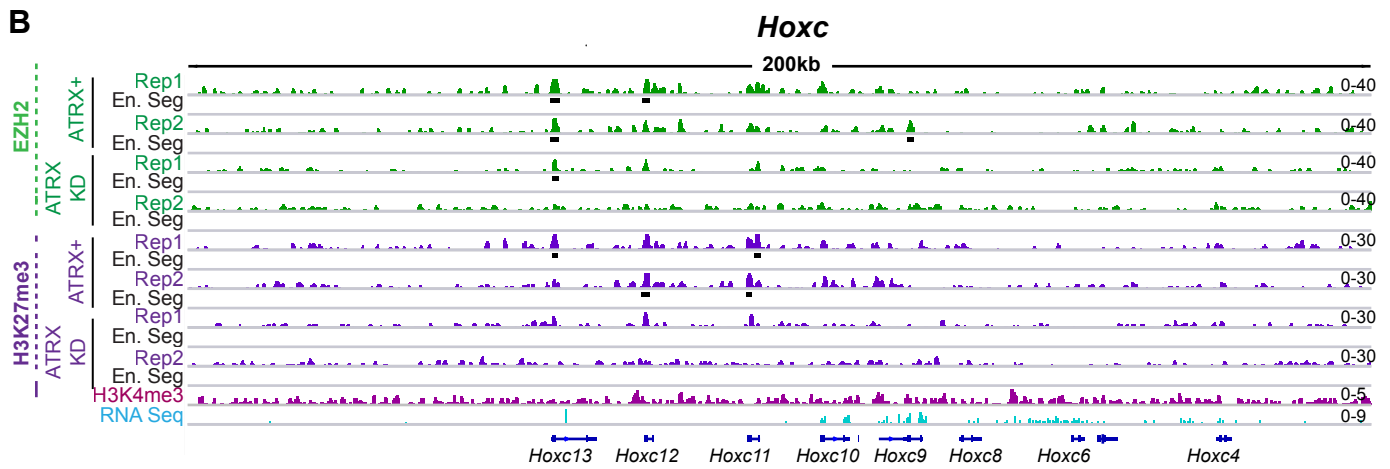 B
Hoxc
200kb
EZH2
ATRX+
Rep1
0-40
En. Seg
Rep2
0-40
En. Seg
ATRX
KD
Rep1
0-40
En. Seg
Rep2
0-40
En. Seg
H3K27me3
ATRX+
Rep1
0-30
En. Seg
Rep2
0-30
En. Seg
ATRX
KD
Rep1
0-30
En. Seg
Rep2
0-30
En. Seg
H3K4me3
0-5
RNA Seq
0-9
Hoxc13 Hoxc12 Hoxc11 Hoxc10 Hoxc9 Hoxc8 Hoxc6 Hoxc4